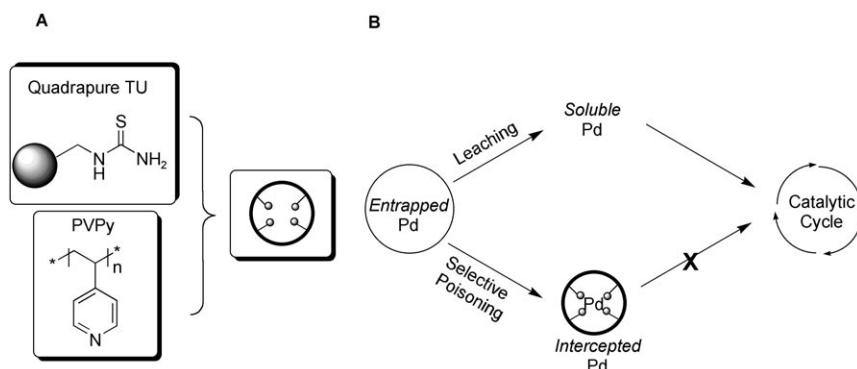 A
Quadrapure TU
S
N
H
NH2
PVPy
*
*
n
N
B
Entrapped
Pd
Leaching
Soluble
Pd
Selective
Poisoning
Pd
Intercepted
Pd
X
Catalytic
Cycle